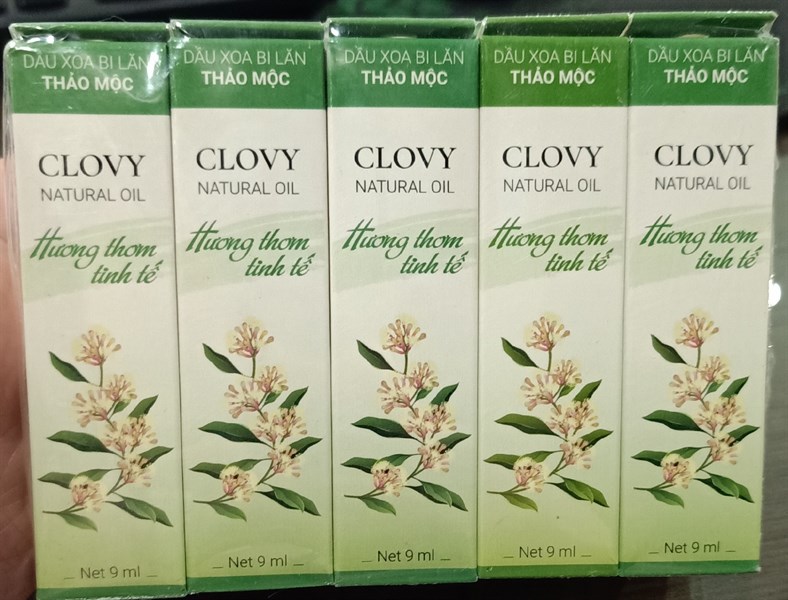 DẦU XOA BI LĂN
THẢO MỘC
CLOVY
NATURAL OIL
Hương thơm
tinh tế
Net 9 ml
DẦU XOA BI LĂN
THẢO MỘC
CLOVY
NATURAL OIL
Hương thơm
tinh tế
Net 9 ml
DẦU XOA BI LĂN
THẢO MỘC
CLOVY
NATURAL OIL
Hương thơm
tinh tế
Net 9 ml
DẦU XOA BI LĂN
THẢO MỘC
CLOVY
NATURAL OIL
Hương thơm
tinh tế
Net 9 ml
DẦU XOA BI LĂN
THẢO MỘC
CLOVY
NATURAL OIL
Hương thơm
tinh tế
Net 9 ml